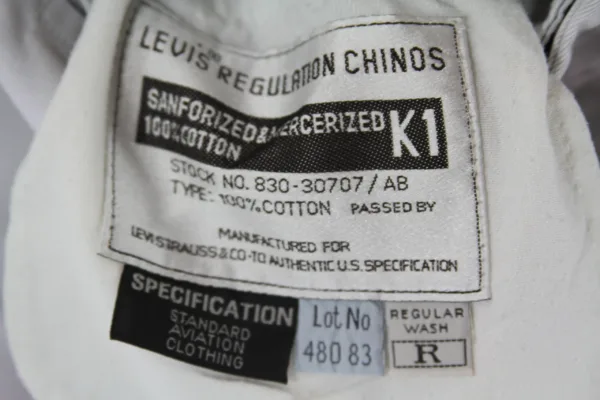 LEVI'S REGULATION CHINOS
SANFORIZED & MERCERIZED
100% COTTON
K1
STOCK NO. 830-30707/AB
TYPE: 100% COTTON PASSED BY
MANUFACTURED FOR
LEVI STRAUSS & CO-TO AUTHENTIC U.S. SPECIFICATION
SPECIFICATION
STANDARD
AVIATION
CLOTHING
Lot No
480 83
REGULAR
WASH
R